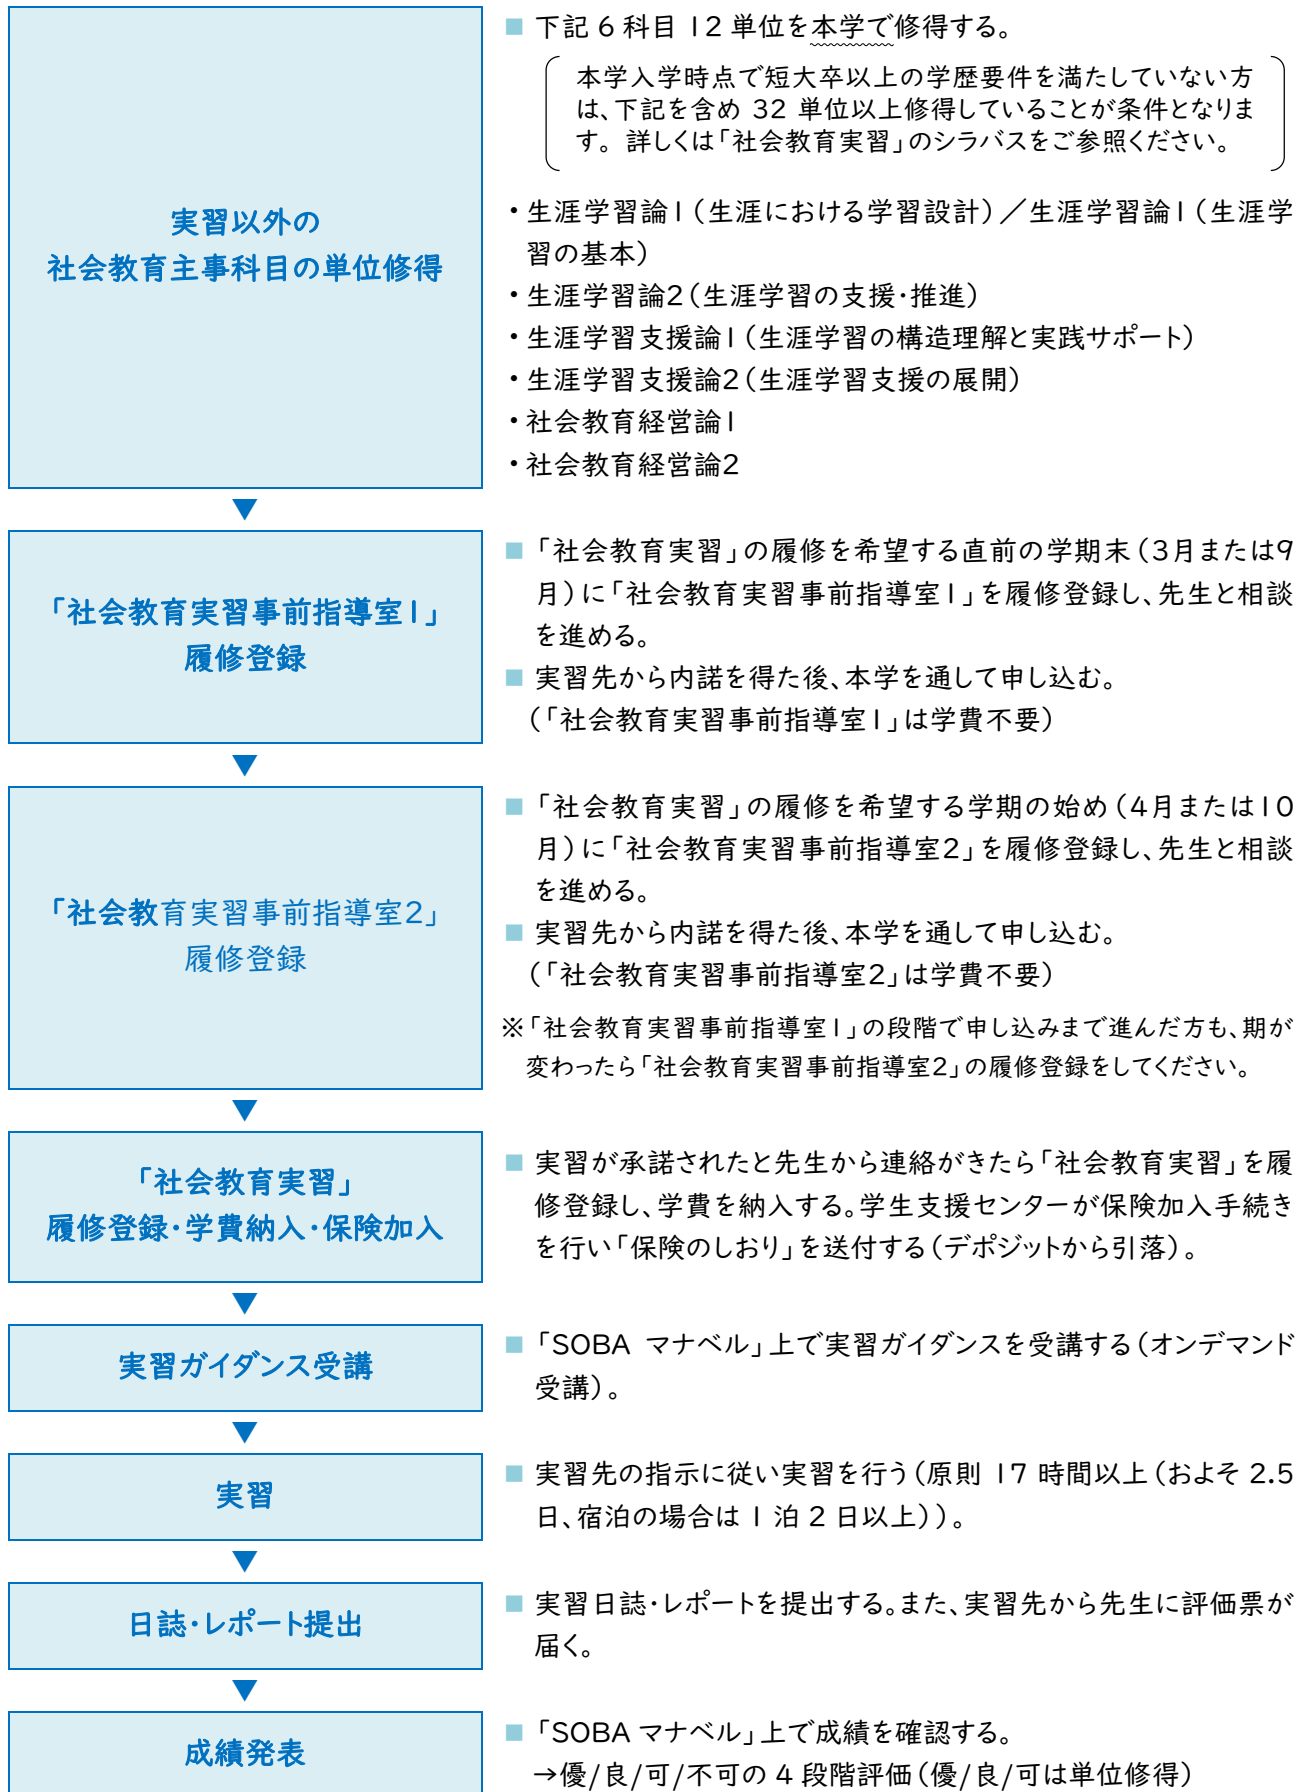 実習以外の
社会教育主事科目の単位修得
■ 下記 6 科目 12 単位を本学で修得する。
本学入学時点で短大卒以上の学歴要件を満たしていない方
は、下記を含め 32 単位以上修得していることが条件となりま
す。詳しくは「社会教育実習」のシラバスをご参照ください。
・生涯学習論1(生涯における学習設計)／生涯学習論1(生涯学
習の基本)
・生涯学習論2(生涯学習の支援・推進)
・生涯学習支援論1(生涯学習の構造理解と実践サポート)
・生涯学習支援論2(生涯学習支援の展開)
・社会教育経営論1
・社会教育経営論2
▼
「社会教育実習事前指導室1」
履修登録
■「社会教育実習」の履修を希望する直前の学期末(3月または9
月)に「社会教育実習事前指導室1」を履修登録し、先生と相談
を進める。
■ 実習先から内諾を得た後、本学を通して申し込む。
(「社会教育実習事前指導室1」は学費不要)
▼
「社会教育実習事前指導室2」
履修登録
■「社会教育実習」の履修を希望する学期の始め(4月または10
月)に「社会教育実習事前指導室2」を履修登録し、先生と相談
を進める。
■ 実習先から内諾を得た後、本学を通して申し込む。
(「社会教育実習事前指導室2」は学費不要)
※「社会教育実習事前指導室1」の段階で申し込みまで進んだ方も、期が
変わったら「社会教育実習事前指導室2」の履修登録をしてください。
▼
「社会教育実習」
履修登録・学費納入・保険加入
■ 実習が承諾されたと先生から連絡がきたら「社会教育実習」を履
修登録し、学費を納入する。学生支援センターが保険加入手続き
を行い「保険のしおり」を送付する(デポジットから引落)。
▼
実習ガイダンス受講
■「SOBA マナベル」上で実習ガイダンスを受講する(オンデマンド
受講)。
▼
実習
■ 実習先の指示に従い実習を行う(原則 17 時間以上(およそ 2.5
日、宿泊の場合は 1 泊 2 日以上))。
▼
日誌・レポート提出
■ 実習日誌・レポートを提出する。また、実習先から先生に評価票が
届く。
▼
成績発表
■「SOBA マナベル」上で成績を確認する。
→優/良/可/不可の 4 段階評価(優/良/可は単位修得)